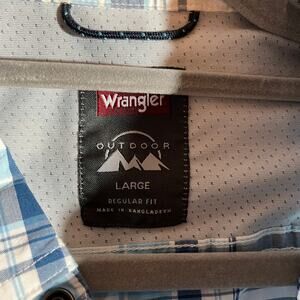 Wrangler
OUTDOOR
LARGE
REGULAR FIT
MADE IN BANGLADESH